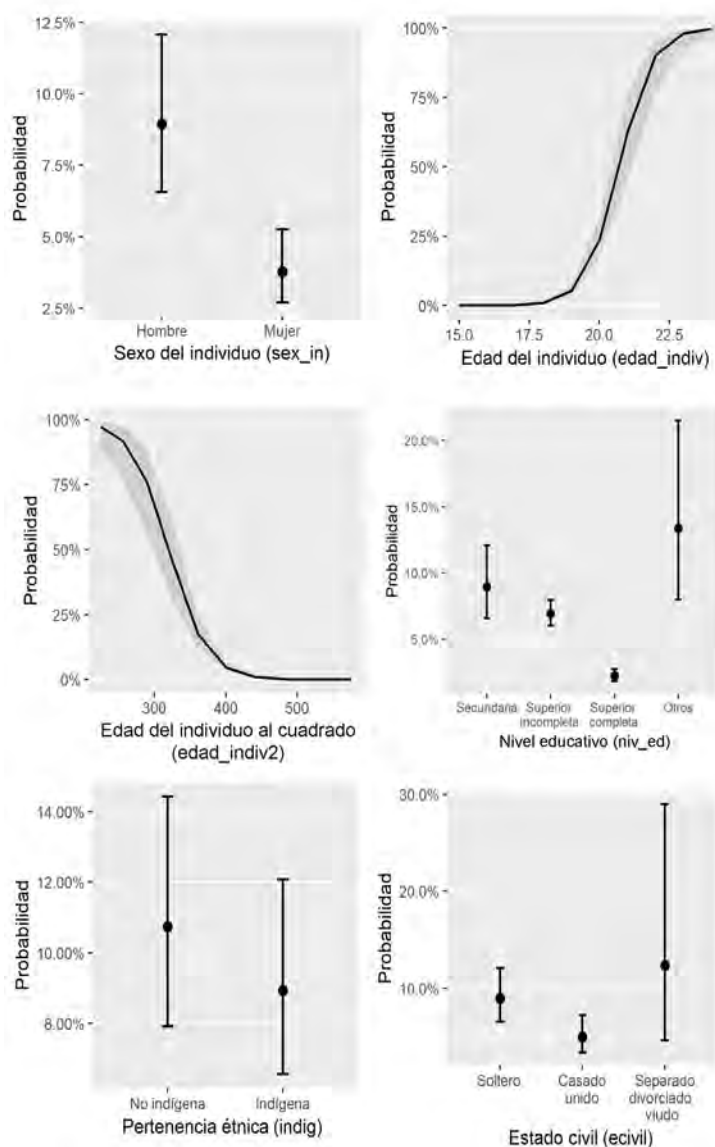 12.5%
10.0%
7.5%
5.0%
2.5%
Probabilidad
Hombre Mujer
Sexo del individuo (sex_in)
100%
75%
50%
25%
0%
Probabilidad
15.0 17.5 20.0 22.5
Edad del individuo (edad_indiv)
100%
75%
50%
25%
0%
Probabilidad
300 400 500
Edad del individuo al cuadrado
(edad_indiv2)
20.0%
15.0%
10.0%
5.0%
Probabilidad
Secundaria Superior Superior Otros
incompleta completa
Nivel educativo (niv_ed)
14.00%
12.00%
10.00%
8.00%
Probabilidad
No indígena Indígena
Pertenencia étnica (indig)
30.0%
20.0%
10.0%
Probabilidad
Soltero Casado Separado
unido divorciado
viudo
Estado civil (ecivil)